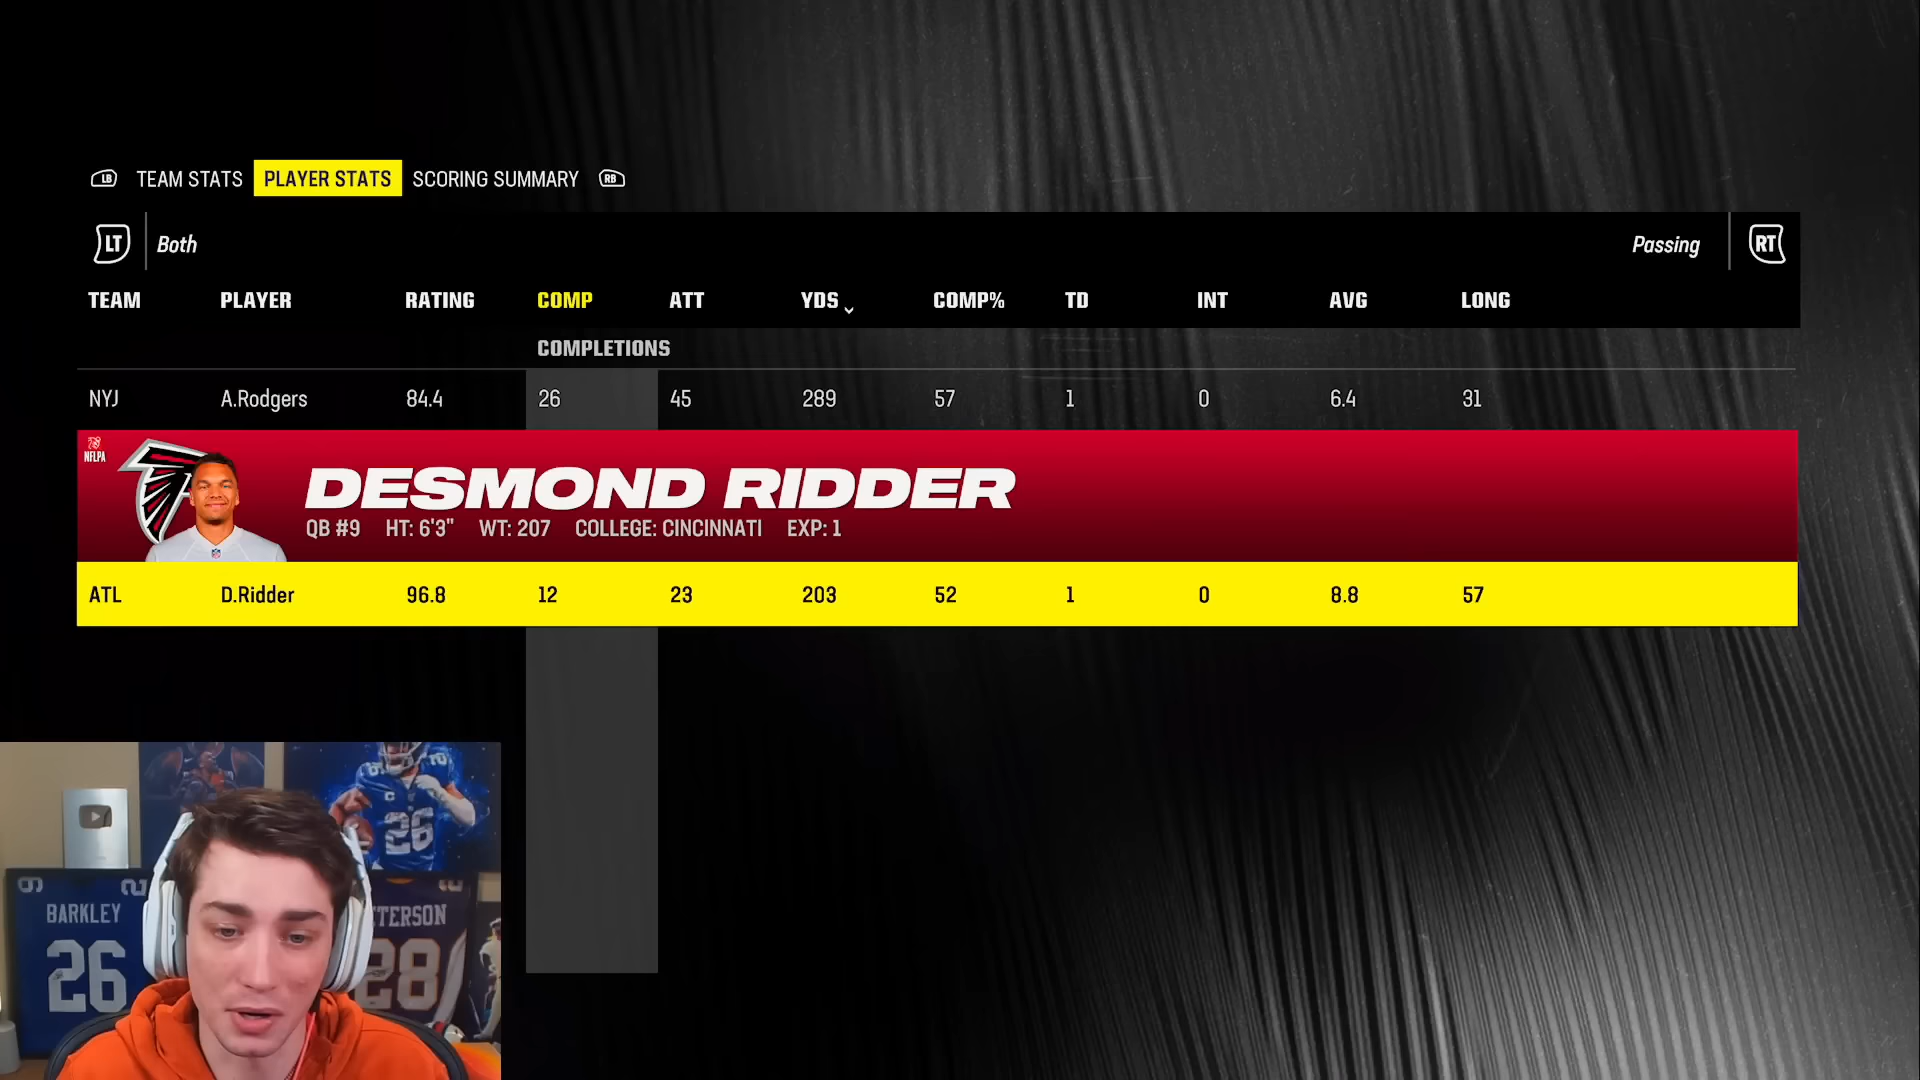 LB TEAM STATS PLAYER STATS SCORING SUMMARY RB
LT Both Passing RT
TEAM PLAYER RATING COMP ATT YDS COMP% TD INT AVG LONG
COMPLETIONS
NYJ A.Rodgers 84.4 26 45 289 57 1 0 6.4 31
NFLPA
DESMOND RIDDER
QB #9 HT: 6'3" WT: 207 COLLEGE: CINCINNATI EXP: 1
ATL D.Ridder 96.8 12 23 203 52 1 0 8.8 57
26
C
26
BARKLEY
26
TERSON
28